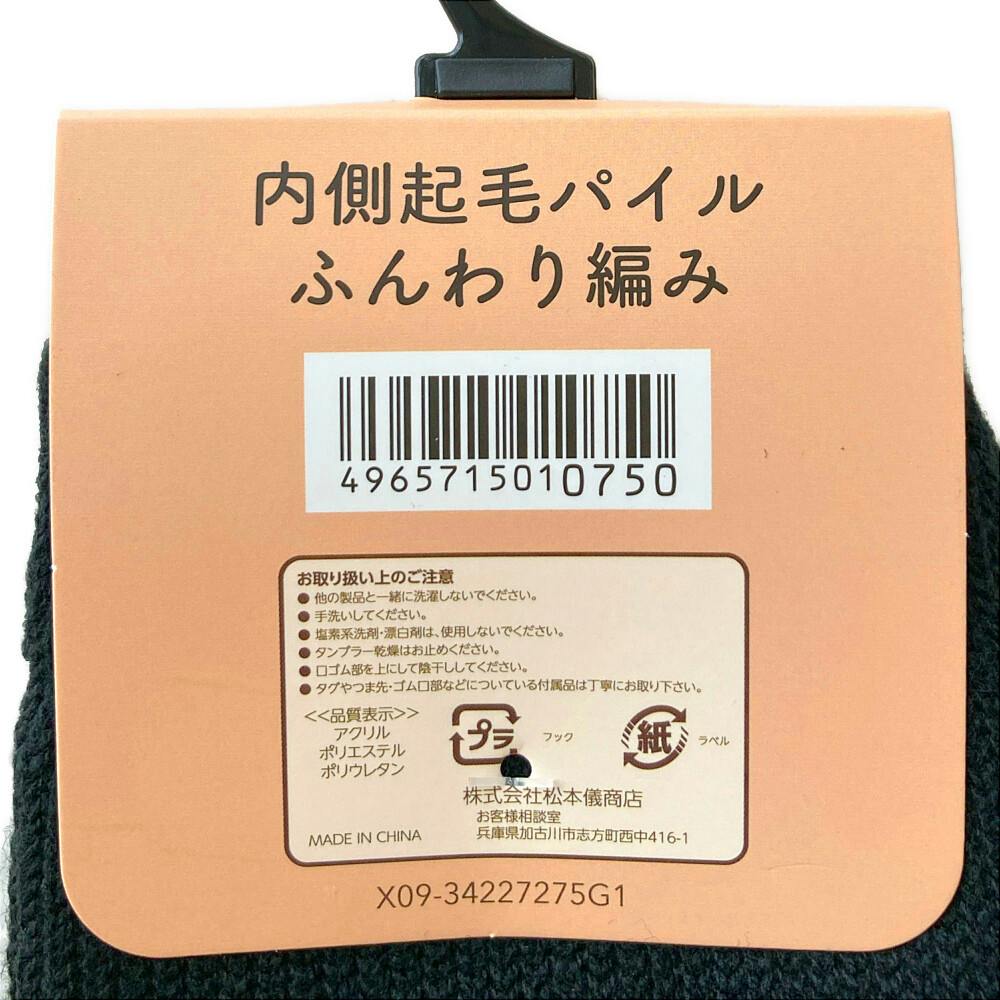 内側起毛パイル
ふんわり編み
4965715010750
お取り扱い上のご注意
●他の製品と一緒に洗濯しないでください。
●手洗いしてください。
●塩素系洗剤・漂白剤は、使用しないでください。
●タンブラー乾燥はお止めください。
●口ゴム部を上にして陰干ししてください。
●タグやつま先・ゴム口部などについている付属品は丁寧にお取り下さい。
<<品質表示>>
アクリル
ポリエステル
ポリウレタン
MADE IN CHINA
プラ
フック
紙
ラベル
株式会社松本儀商店
お客様相談室
兵庫県加古川市志方町西中416-1
X09-34227275G1